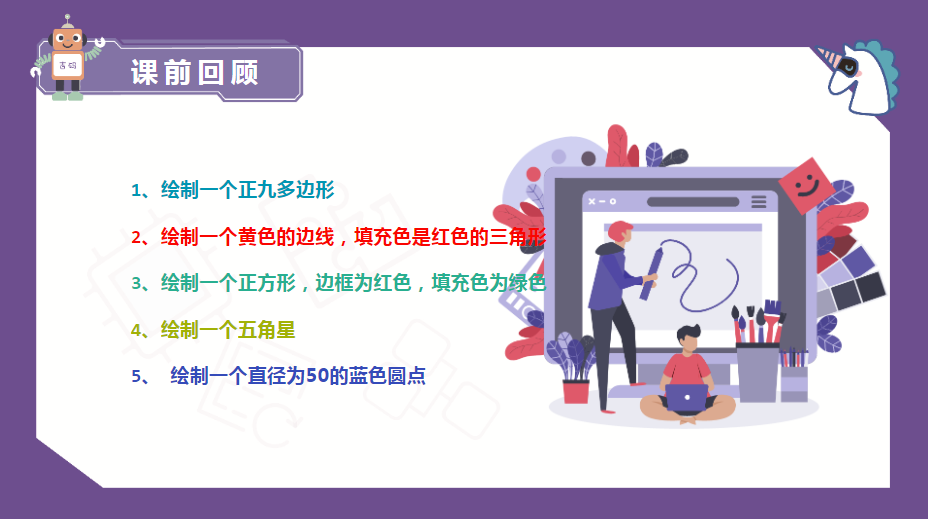 课前回顾
1、绘制一个正九多边形
2、绘制一个黄色的边线，填充色是红色的三角形
3、绘制一个正方形，边框为红色，填充色为绿色
4、绘制一个五角星
5、 绘制一个直径为50的蓝色圆点